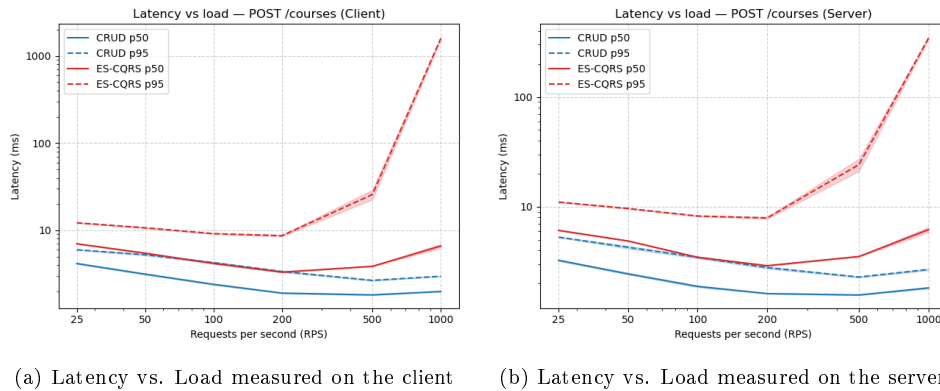 Latency vs load — POST /courses (Client)
CRUD p50
CRUD p95
ES-CQRS p50
ES-CQRS p95
1000
100
10
Latency (ms)
25 50 100 200 500 1000
Requests per second (RPS)
(a) Latency vs. Load measured on the client
Latency vs load — POST /courses (Server)
CRUD p50
CRUD p95
ES-CQRS p50
ES-CQRS p95
100
10
Latency (ms)
25 50 100 200 500 1000
Requests per second (RPS)
(b) Latency vs. Load measured on the server